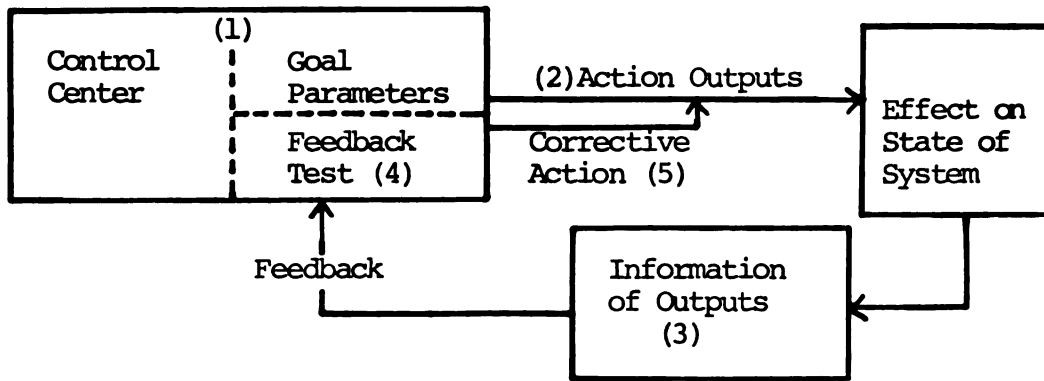 (1)
Control
Center
Goal
Parameters
Feedback
Test (4)
(2)Action Outputs
Corrective
Action (5)
Effect on
State of
System
Feedback
Information
of Outputs
(3)